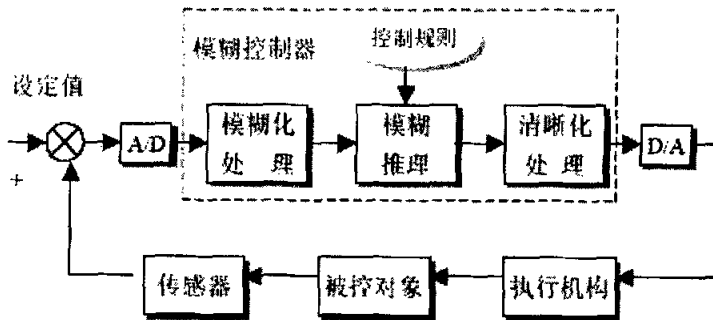 控制规则
模糊控制器
设定值
A/D
模糊化
处 理
模糊
推理
清晰化
处 理
D/A
+
传感器
被控对象
执行机构